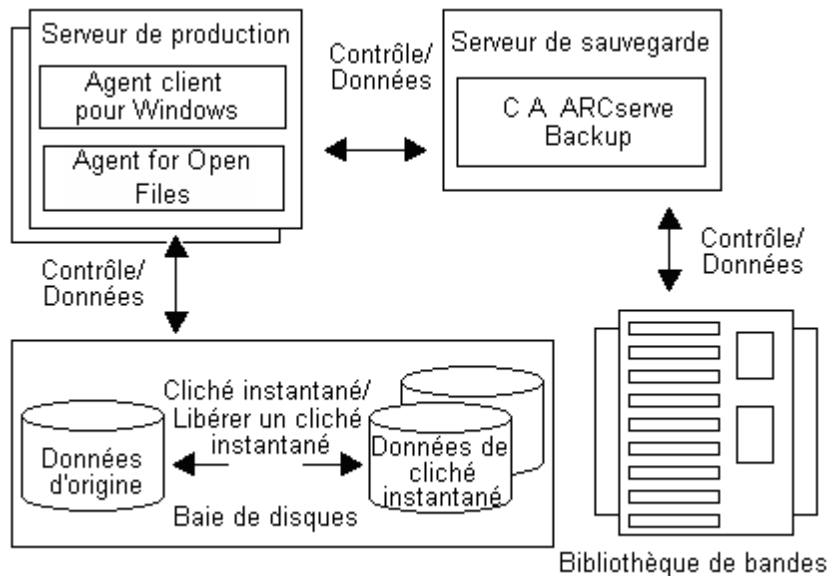 Serveur de production
Agent client
pour Windows
Agent for Open
Files
Contrôle/
Données
Serveur de sauvegarde
C A ARCserve
Backup
Contrôle/
Données
Contrôle/
Données
Cliché instantané/
Libérer un cliché
instantané
Données
d'origine
Données de
cliché
instantané
Baie de disques
Bibliothèque de bandes